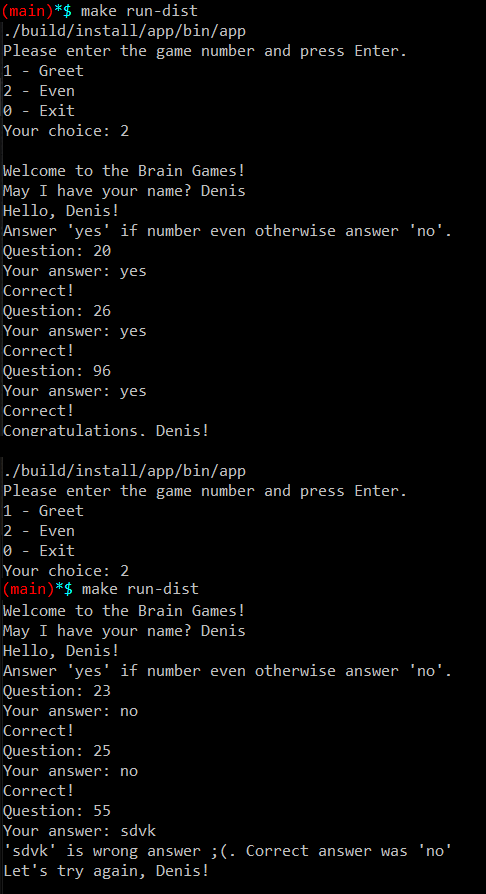 (main)*$ make run-dist
./build/install/app/bin/app
Please enter the game number and press Enter.
1 - Greet
2 - Even
0 - Exit
Your choice: 2
Welcome to the Brain Games!
May I have your name? Denis
Hello, Denis!
Answer 'yes' if number even otherwise answer 'no'.
Question: 20
Your answer: yes
Correct!
Question: 26
Your answer: yes
Correct!
Question: 96
Your answer: yes
Correct!
Congratulations, Denis!
./build/install/app/bin/app
Please enter the game number and press Enter.
1 - Greet
2 - Even
0 - Exit
Your choice: 2
(main)*$ make run-dist
Welcome to the Brain Games!
May I have your name? Denis
Hello, Denis!
Answer 'yes' if number even otherwise answer 'no'.
Question: 23
Your answer: no
Correct!
Question: 25
Your answer: no
Correct!
Question: 55
Your answer: sdvk
'sdvk' is wrong answer ;(. Correct answer was 'no'
Let's try again, Denis!